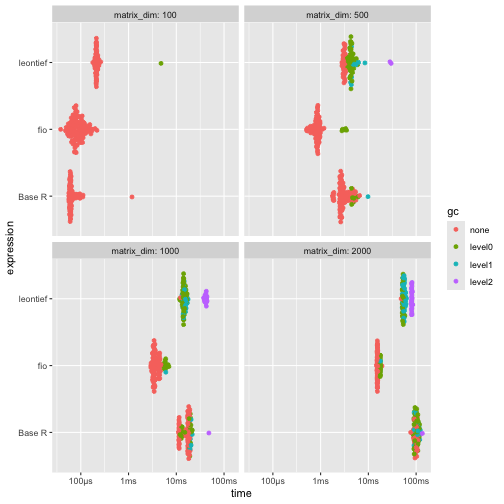 matrix_dim: 100
matrix_dim: 500
leontief
fio
Base R
matrix_dim: 1000
matrix_dim: 2000
leontief
fio
Base R
100µs
1ms
10ms
100ms
100µs
1ms
10ms
100ms
time
expression
gc
none
level0
level1
level2